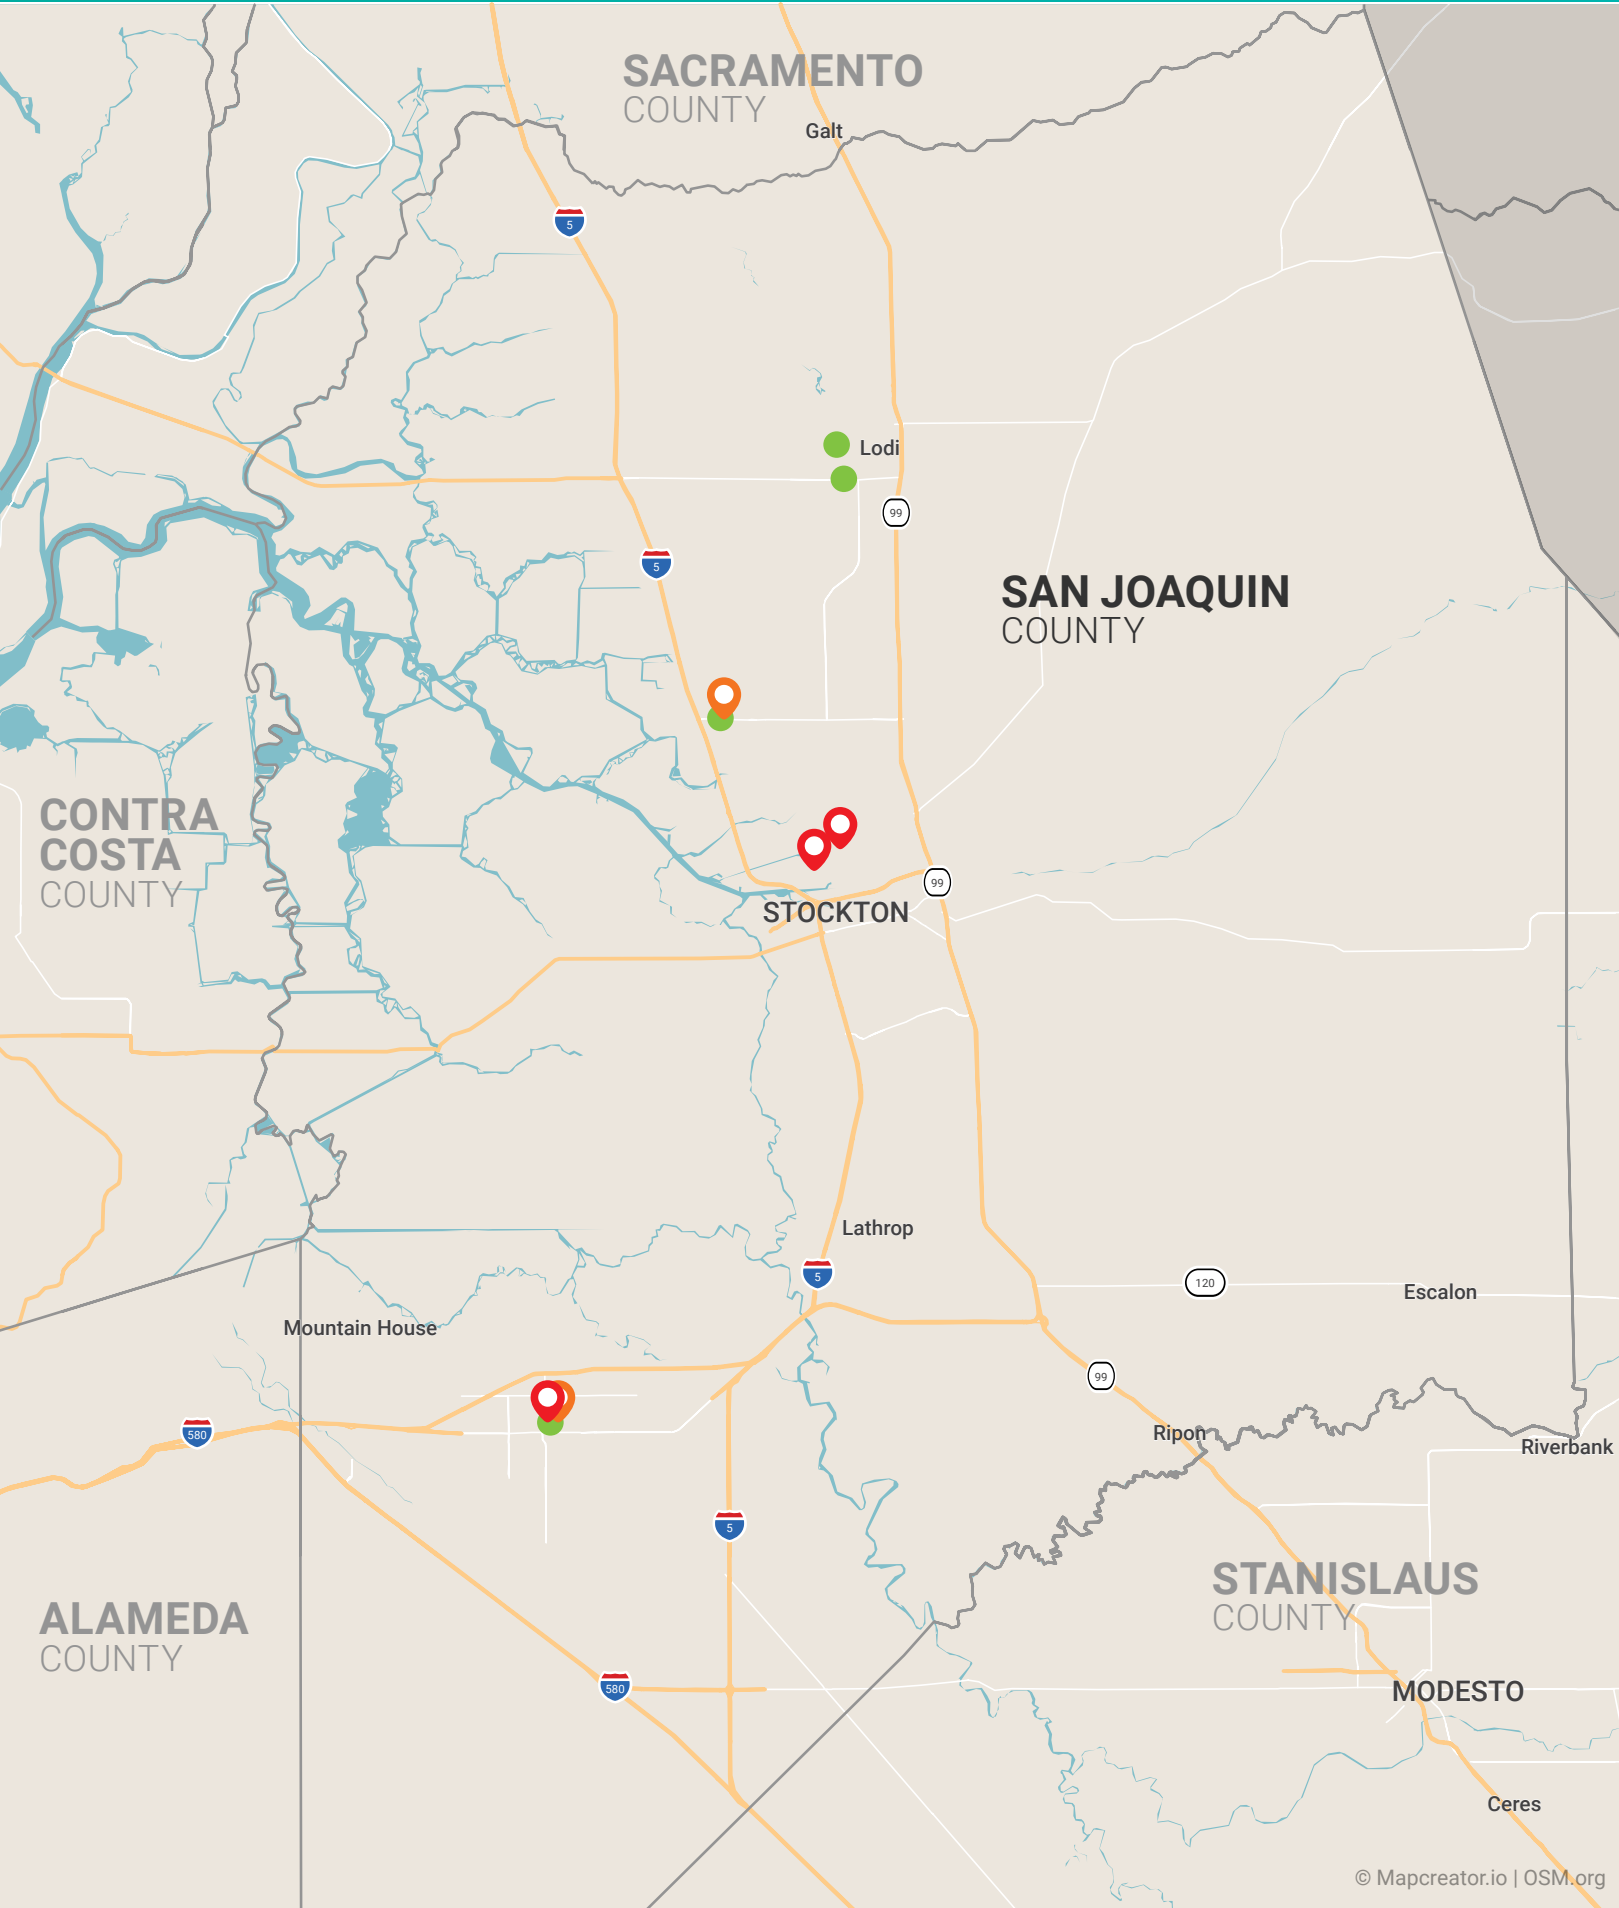 SACRAMENTO
COUNTY
Galt
5
Lodi
99
5
SAN JOAQUIN
COUNTY
CONTRA
COSTA
COUNTY
99
STOCKTON
Lathrop
5
120
Escalon
Mountain House
99
580
Ripon
Riverbank
5
STANISLAUS
COUNTY
ALAMEDA
COUNTY
580
MODESTO
Ceres
© Mapcreator.io | OSM.org